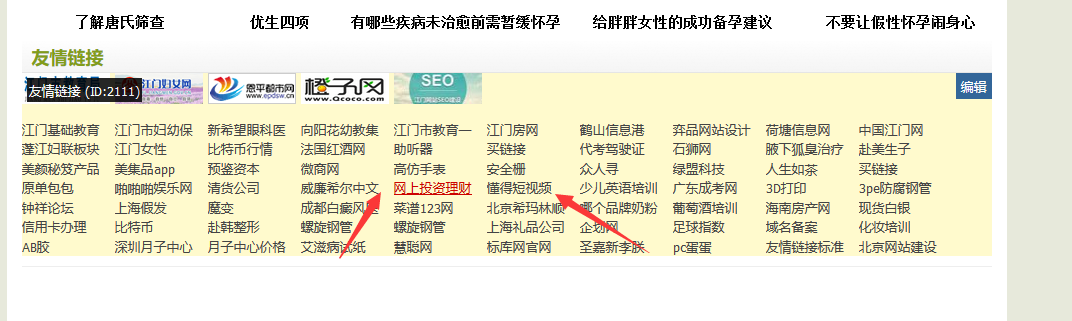 了解唐氏筛查 优生四项 有哪些疾病未治愈前需暂缓怀孕 给胖胖女性的成功备孕建议 不要让假性怀孕闹身心
友情链接
江门妇女网 恩平都市网 橙子网 SEO
www.epdsw.cn www.Qcoco.com 江门网站SEO建设
友情链接 (ID:2111) 编辑
江门基础教育 江门市妇幼保 新希望眼科医 向阳花幼教集 江门市教育一 江门房网 鹤山信息港 弈品网站设计 荷塘信息网 中国江门网
蓬江妇联板块 江门女性 比特币行情 法国红酒网 助听器 买链接 代考驾驶证 石狮网 腋下狐臭治疗 赴美生子
美颜秘笈产品 美集品app 预鉴资本 微商网 高仿手表 安全栅 众人寻 绿盟科技 人生如茶 买链接
原单包包 啪啪啪娱乐网 清货公司 威廉希尔中文 网上投资理财 懂得短视频 少儿英语培训 广东成考网 3D打印 3pe防腐钢管
钟祥论坛 上海假发 魔变 成都白癜风医 菜谱123网 北京希玛林顺 哪个品牌奶粉 葡萄酒培训 海南房产网 现货白银
信用卡办理 比特币 赴韩整形 螺旋钢管 螺旋钢管 上海礼品公司 企划网 足球指数 域名备案 化妆培训
AB胶 深圳月子中心 月子中心价格 艾滋病试纸 慧聪网 标库网官网 圣嘉新李朕 pc蛋蛋 友情链接标准 北京网站建设